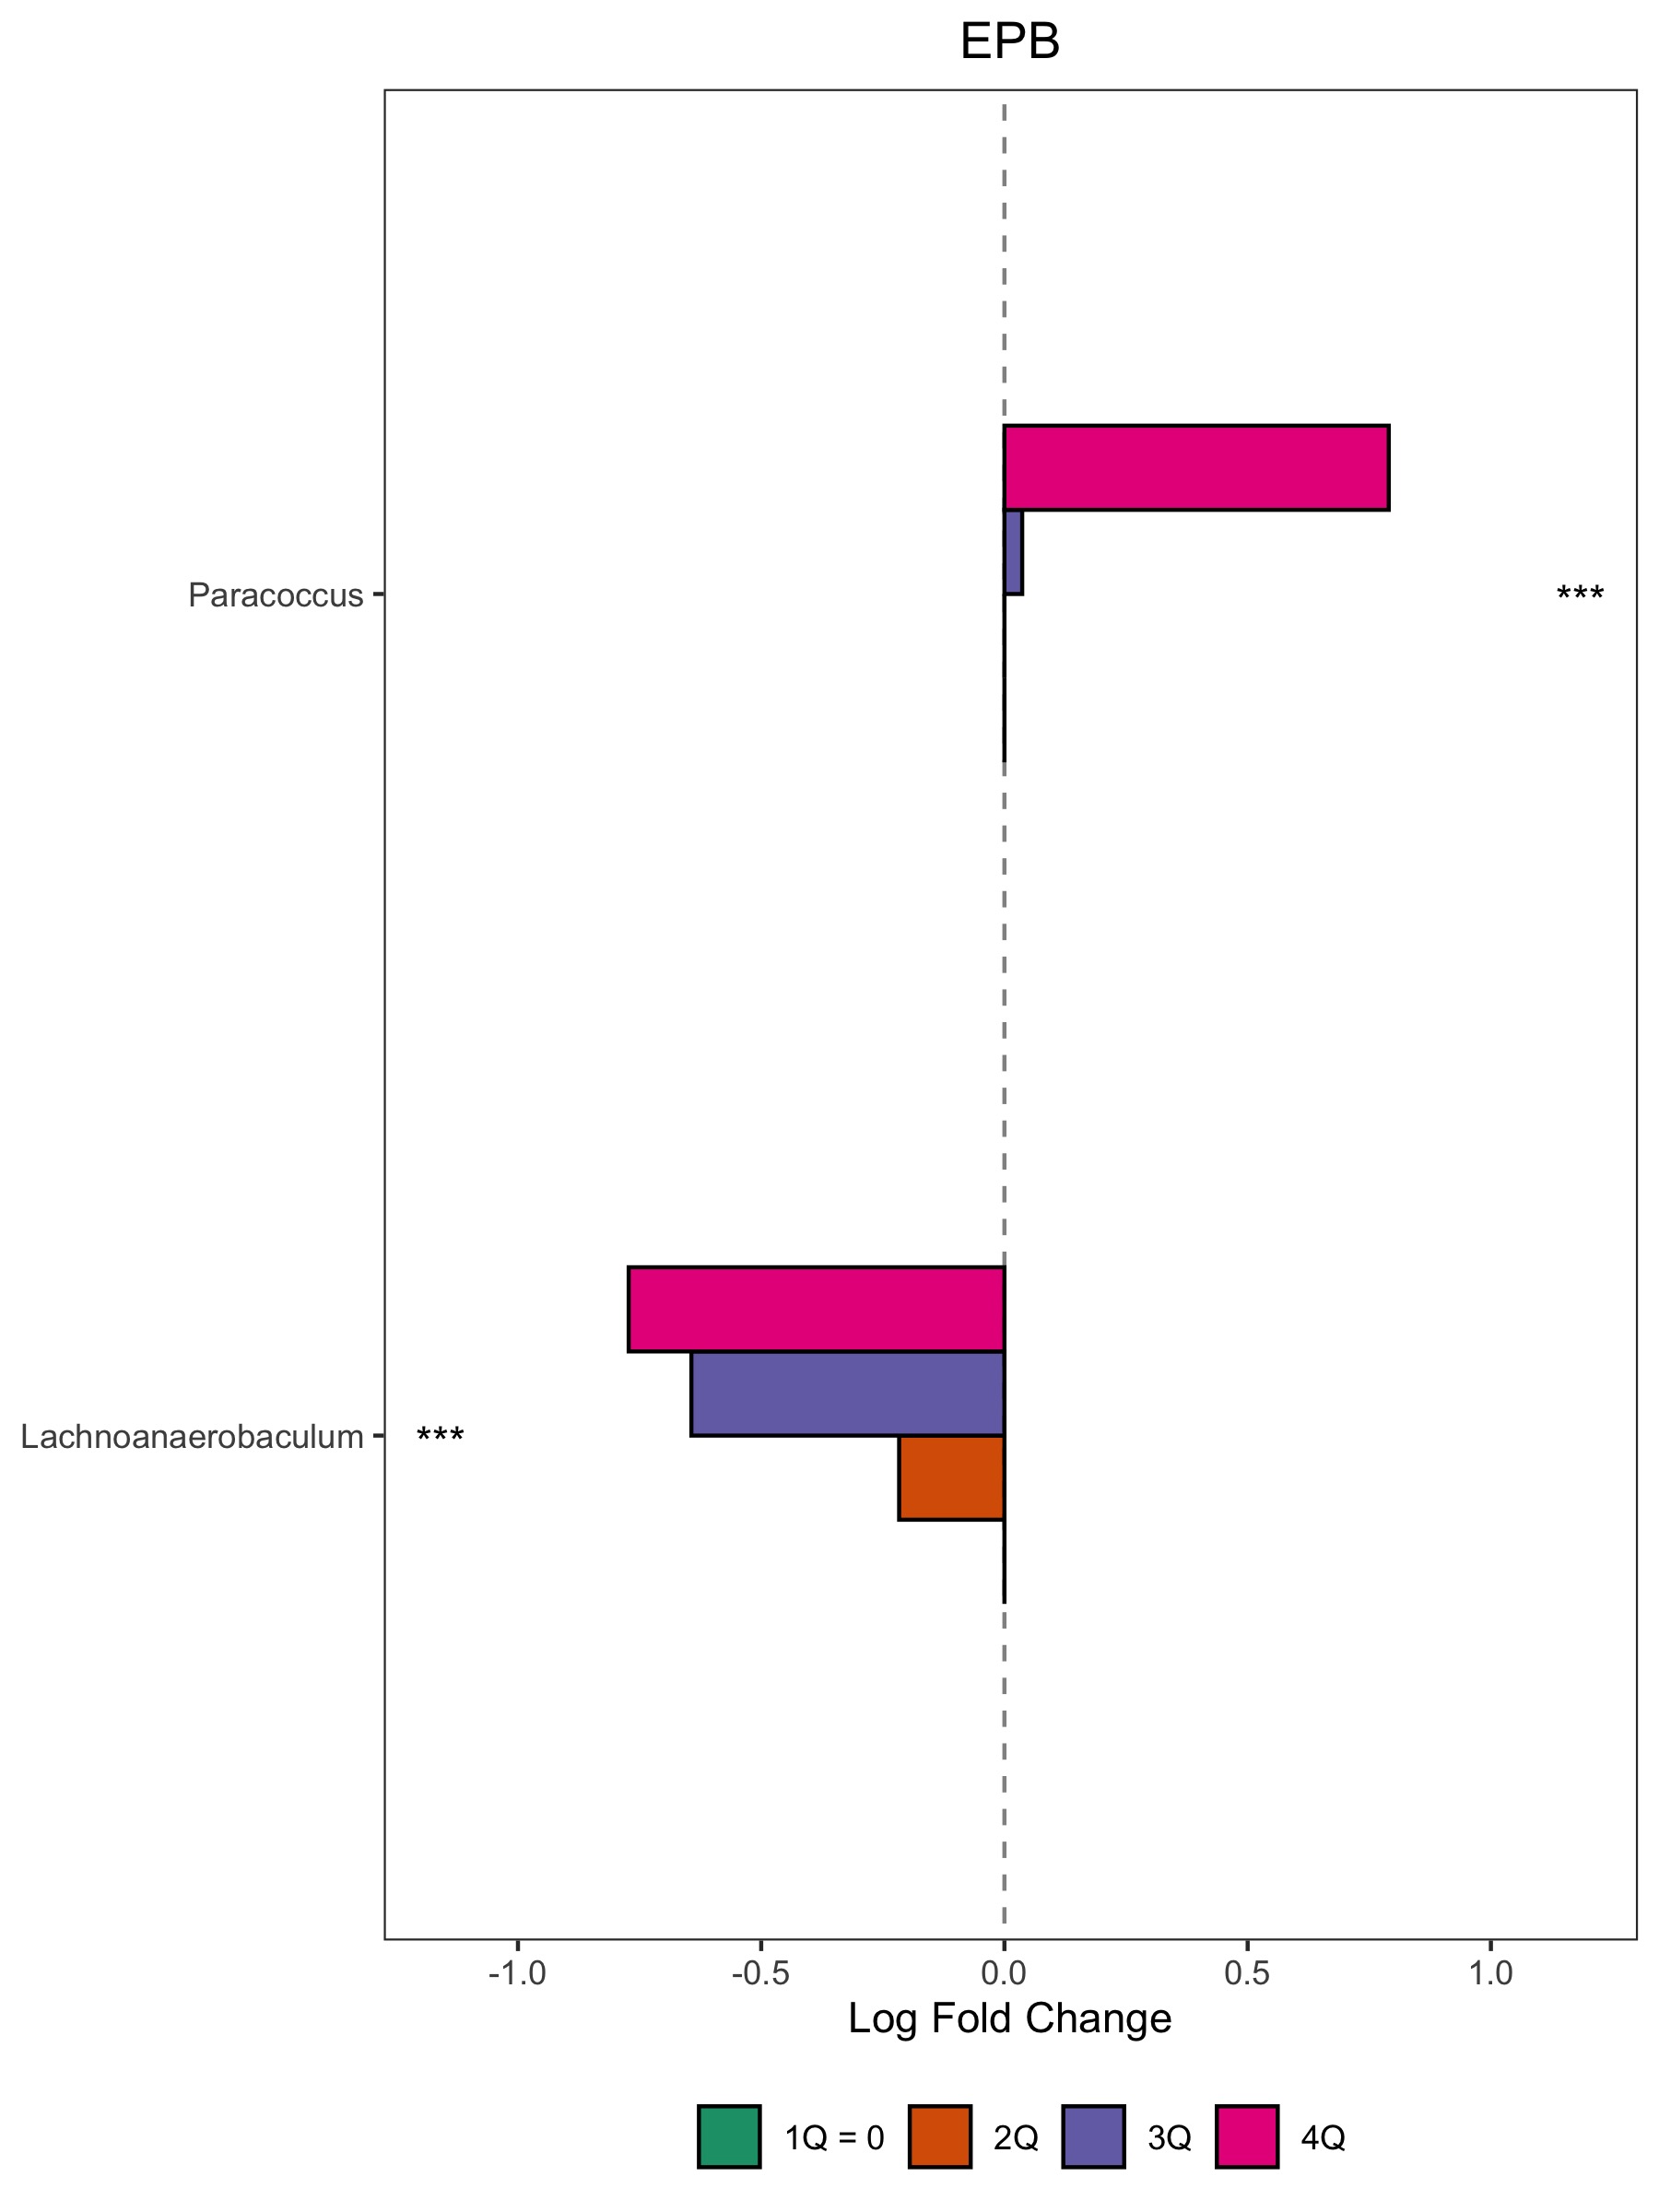 EPB
Paracoccus
***
Lachnoanaerobaculum
***
-1.0 -0.5 0.0 0.5 1.0
Log Fold Change
1Q = 0 2Q 3Q 4Q